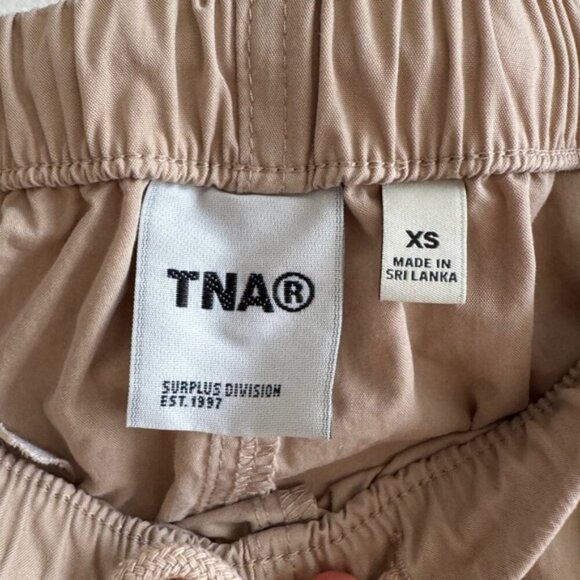 TNA®
SURPLUS DIVISION
EST. 1997
XS
MADE IN
SRI LANKA